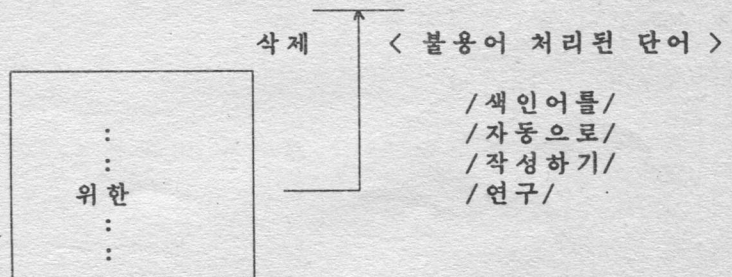 삭제 < 불용어 처리된 단어 >
/색인어를/
/자동으로/
/작성하기/
/연구/
:
:
위한
:
: